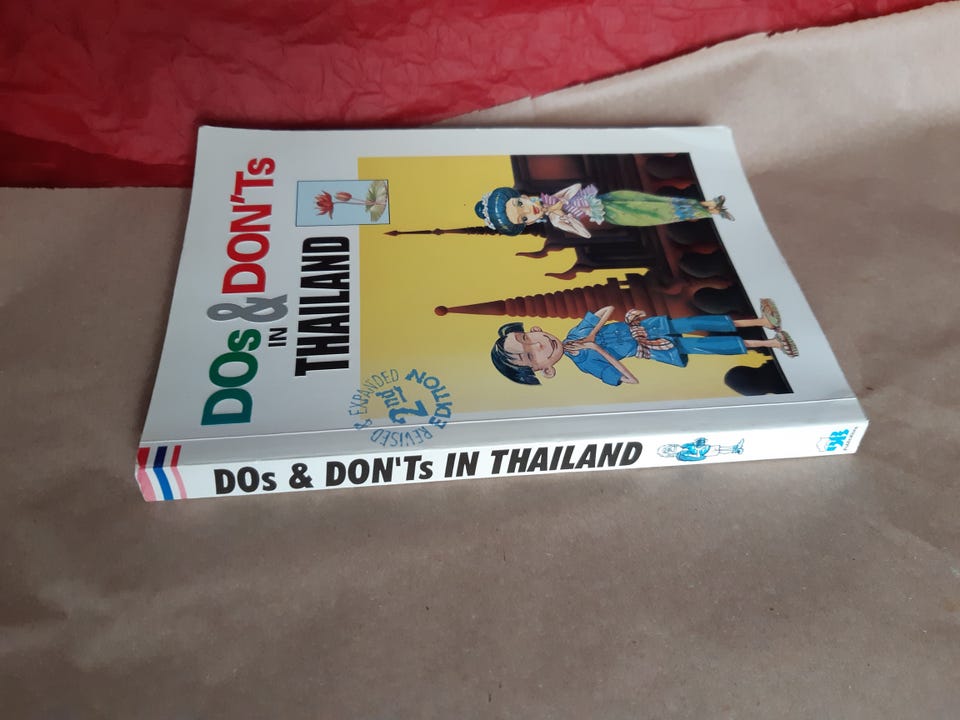 DOs & DON'Ts
IN
THAILAND
REVISED & EXPANDED
2nd
EDITION
DOs & DON'Ts IN THAILAND